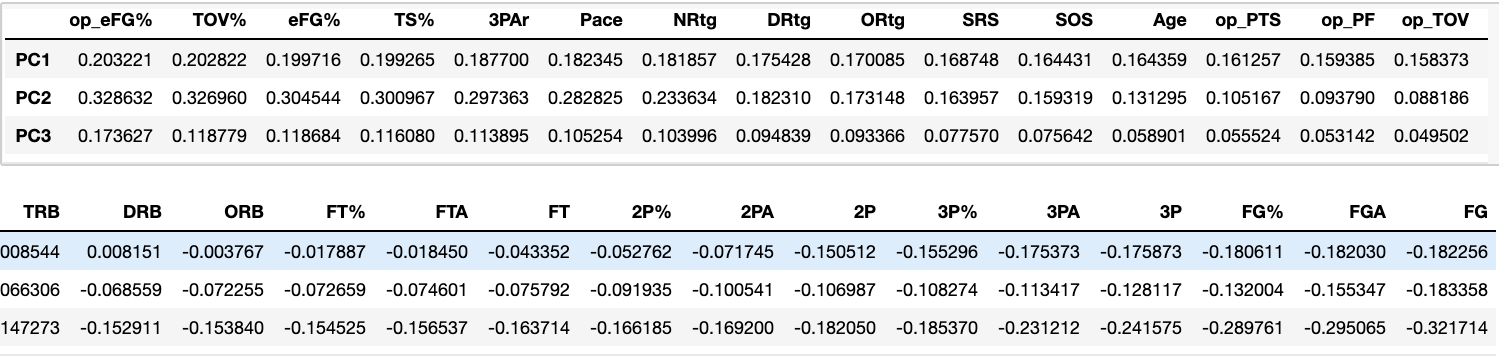 op_eFG% TOV% eFG% TS% 3PAr Pace NRtg DRtg ORtg SRS SOS Age op_PTS op_PF op_TOV
PC1 0.203221 0.202822 0.199716 0.199265 0.187700 0.182345 0.181857 0.175428 0.170085 0.168748 0.164431 0.164359 0.161257 0.159385 0.158373
PC2 0.328632 0.326960 0.304544 0.300967 0.297363 0.282825 0.233634 0.182310 0.173148 0.163957 0.159319 0.131295 0.105167 0.093790 0.088186
PC3 0.173627 0.118779 0.118684 0.116080 0.113895 0.105254 0.103996 0.094839 0.093366 0.077570 0.075642 0.058901 0.055524 0.053142 0.049502
TRB DRB ORB FT% FTA FT 2P% 2PA 2P 3P% 3PA 3P FG% FGA FG
008544 0.008151 -0.003767 -0.017887 -0.018450 -0.043352 -0.052762 -0.071745 -0.150512 -0.155296 -0.175373 -0.175873 -0.180611 -0.182030 -0.182256
066306 -0.068559 -0.072255 -0.072659 -0.074601 -0.075792 -0.091935 -0.100541 -0.106987 -0.108274 -0.113417 -0.128117 -0.132004 -0.155347 -0.183358
147273 -0.152911 -0.153840 -0.154525 -0.156537 -0.163714 -0.166185 -0.169200 -0.182050 -0.185370 -0.231212 -0.241575 -0.289761 -0.295065 -0.321714